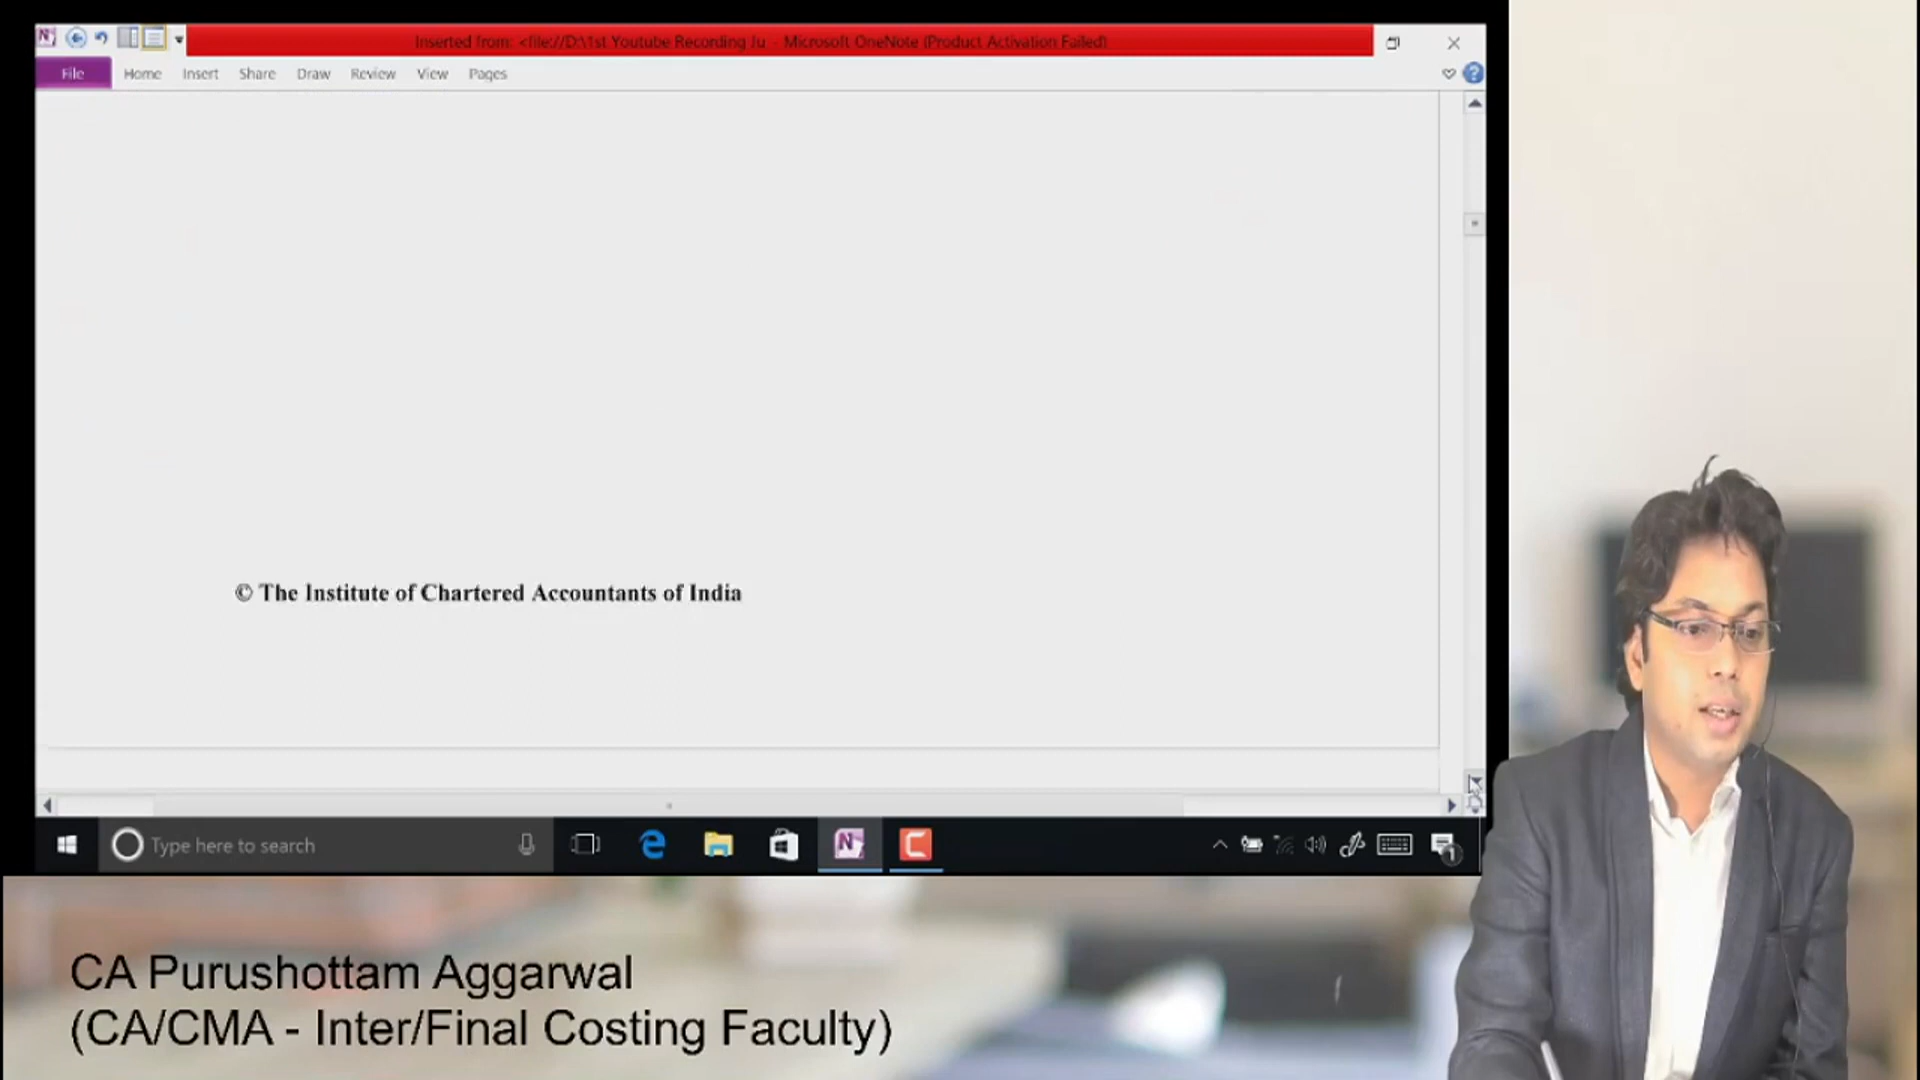 Inserted from: <file://D:\1st Youtube Recording Ju - Microsoft OneNote (Product Activation Failed)
File Home Insert Share Draw Review View Pages
© The Institute of Chartered Accountants of India
Type here to search
1
CA Purushottam Aggarwal
(CA/CMA - Inter/Final Costing Faculty)